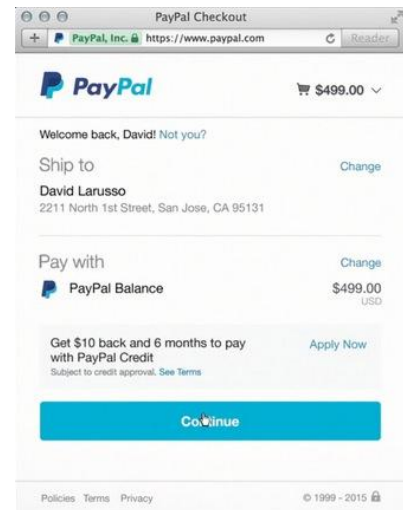 PayPal Checkout
PayPal, Inc. https://www.paypal.com Reader
PayPal $499.00
Welcome back, David! Not you?
Ship to Change
David Larusso
2211 North 1st Street, San Jose, CA 95131
Pay with Change
PayPal Balance $499.00
USD
Get $10 back and 6 months to pay Apply Now
with PayPal Credit
Subject to credit approval. See Terms
Continue
Policies Terms Privacy © 1999 - 2015